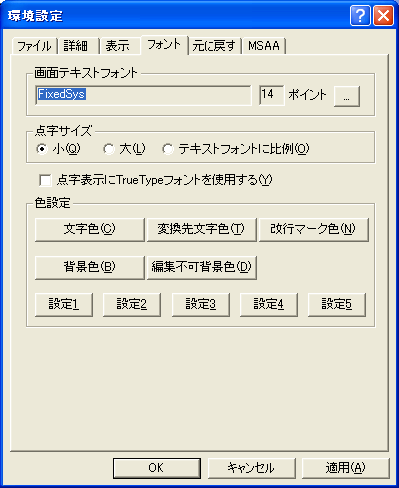 環境設定
ファイル 詳細 表示 フォント 元に戻す MSAA
画面テキストフォント
FixedSys 14 ポイント ...
点字サイズ
小(Q) 大(L) テキストフォントに比例(O)
点字表示にTrueTypeフォントを使用する(Y)
色設定
文字色(C) 変換先文字色(T) 改行マーク色(N)
背景色(B) 編集不可背景色(D)
設定1 設定2 設定3 設定4 設定5
OK キャンセル 適用(A)